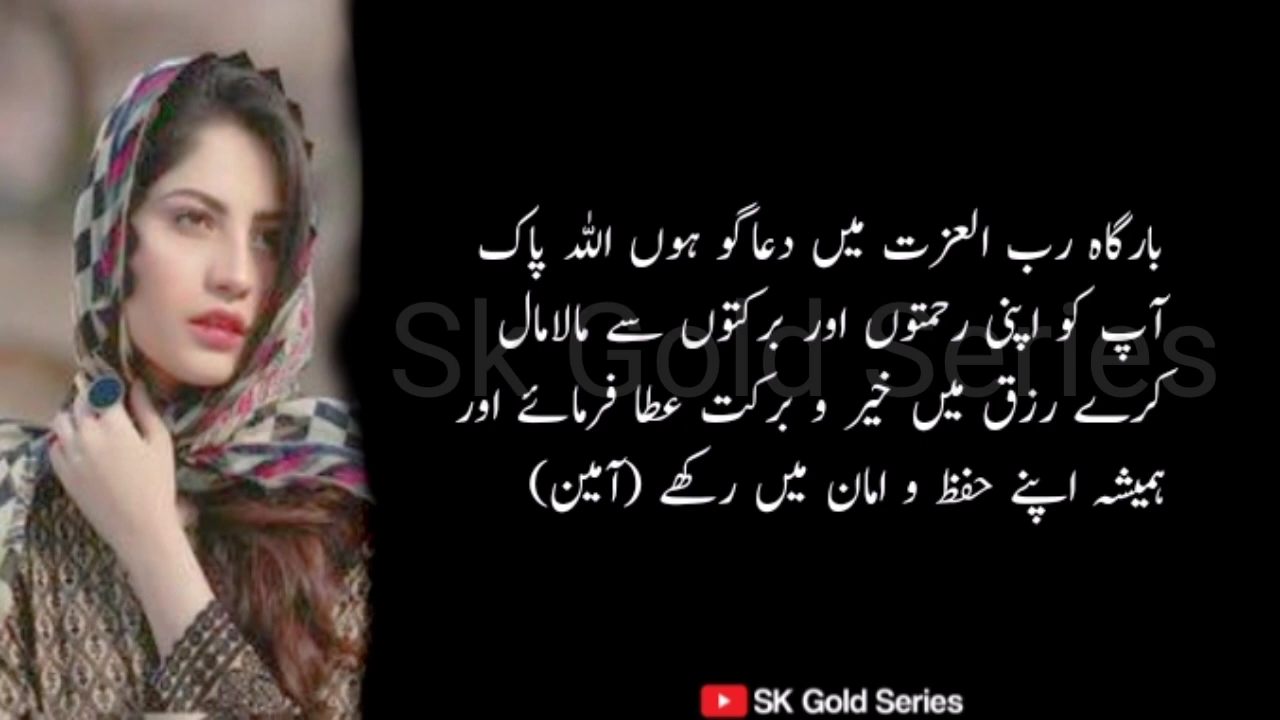 بارگاہ رب العزت میں دعاگو ہوں اللہ پاک
آپ کو اپنی رحمتوں اور برکتوں سے مالامال
کرے رزق میں خیر و برکت عطا فرمائے اور
ہمیشہ اپنے حفظ و امان میں رکھے (آمین)
Sk Gold Series
SK Gold Series